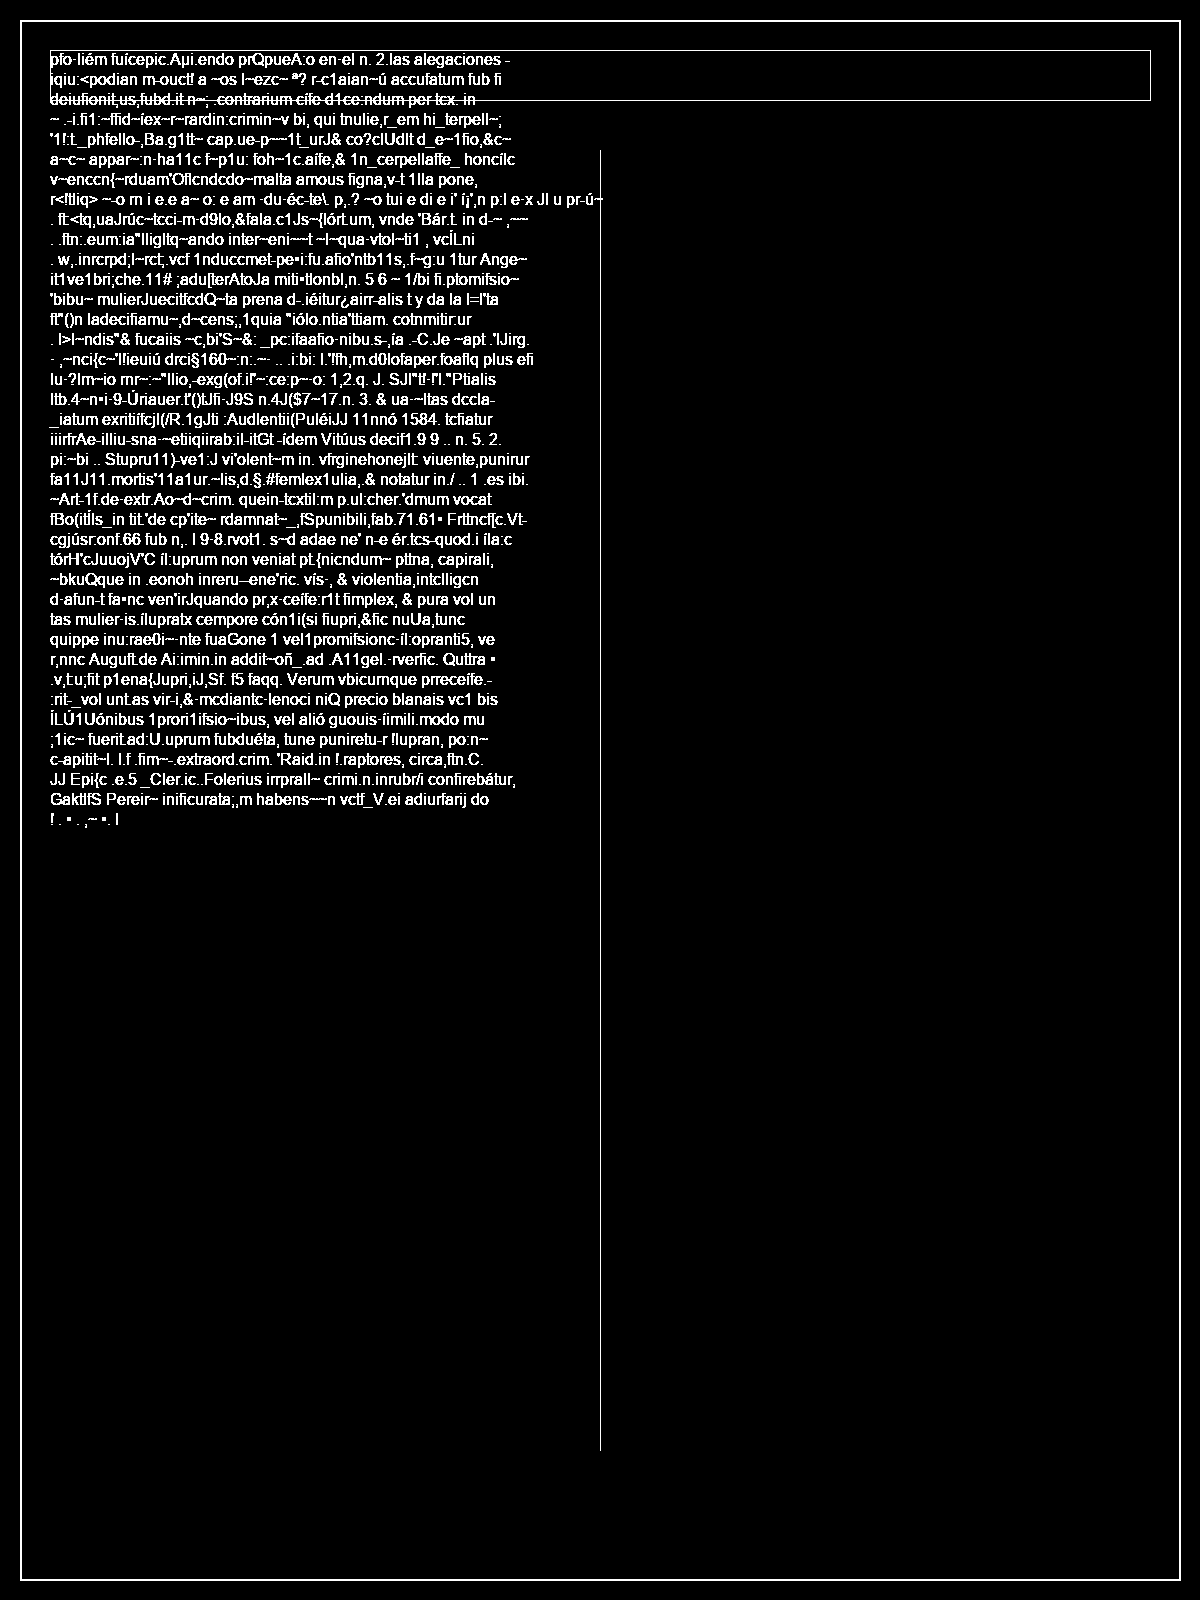 pfo-liém fuícepic.Aµi.endo prQpueA:o en-el n. 2.las alegaciones -
iqiu:<podian m-ouct!' a ~os l~ezc~ ª? r-c1aian~ú accufatum fub fi
deiufionit,us,fubd.it n~; .contrarium cífe d1ce:ndum per tcx. in
~ .-i.fi1:~ffid~íex~r~rardin:crimin~v bi, qui tnulie,r_em hi_terpell~;
'1!:t_phfello-,Ba.g1tt~ cap.ue-p~~1t_urJ& co?clUdlt d_e~1fio,&c~
a~c~ appar~:n-ha11c f~p1u: foh~1c.aífe,& 1n_cerpellaffe_ honcílc
v~enccn{~rduam'Oflcndcdo~malta amous figna,v-t 1lla pone,
r<!tliq> ~-o m i e.e a~ o: e am -du-éc-te\. p,.? ~o tui e di e i' í¡',n p:l e-x Jl u pr-ú~
. ft:<tq,uaJrúc~tcci-m-d9lo,&fala.c1Js~{lórt.um, vnde 'Bár.t. in d-~ ,~~
. .ftn:.eum:ia"lligltq~ando inter~eni~~t ~l~qua-vtol~ti1 , vcÍLni
. w,.inrcrpd;l~rct;.vcf 1nduccmet-pe•i:fu.afio'ntb11s,.f~g:u 1tur Ange~
it1ve1bri;che.11# ;adu[terAtoJa miti•tlonbl,n. 5 6 ~ 1/bi fi.ptomifsio~
'bibu~ mulierJuecitfcdQ~ta prena d-.iéitur¿airr-alis t y da la l=l'ta
ft"()n ladecifiamu~,d~cens;,1quia "iólo.ntia'ttiam. cotnmitir:ur
. l>l~ndis"& fucaiis ~c,bi'S~&: _pc:ifaafio-nibu.s-,ía .-C.Je ~apt .'lJirg.
- ,~nci{c~'l!ieuiú drci§160~:n:.~- .. .i:bi: l.'!fh,m.d0lofaper.foaflq plus efi
lu-?lm~io mr~:~"llio,-exg(of.i!'~:ce:p~-o: 1,2.q. J. SJl"tf-!'l."Ptialis
ltb.4~n•i-9-Úriauer.t'()tJfi-J9S n.4J($7~17.n. 3. & ua-~ltas dccla-
_iatum exritiífcjl(/R.1gJti :Audlentii(PuléiJJ 11nnó 1584. tcfiatur
iiirfrAe-illiu-sna-~etiiqiirab:il-itGt -ídem Vitúus decif1.9 9 .. n. 5. 2.
pi:~bi .. Stupru11)-ve1:J vi'olent~m in. vfrginehonejlt: viuente,punirur
fa11J11.mortis'11a1ur.~lis,d.§.#femlex1ulia,.& notatur in./ .. 1 .es ibi.
~Art-1f.de-extr.Ao~d~crim. quein-tcxtil:m p.ul:cher.'dmum vocat
fBo(itÍls_in tit.'de cp'ite~ rdamnat~_,fSpunibili,fab.71.61• Frttncf[c.Vt-
cgjúsr:onf.66 fub n,. l 9-8.rvot1. s~d adae ne' n-e ér.tcs-quod.i íla:c
tórH'cJuuojV'C íl:uprum non veniat pt.{nicndum~ pttna, capirali,
~bkuQque in .eonoh inreru--ene'ric. vís-, & violentia,intclligcn
d-afun-t fa•nc ven'irJquando pr,x-ceífe:r1t fimplex, & pura vol un
tas mulier-is.ílupratx cempore cón1i(si fiupri,&fic nuUa,tunc
quippe inu:rae0i~-nte fuaGone 1 vel1promifsionc-íl:opranti5, ve
r,nnc Auguft.de Ai:imin.in addit~oñ_.ad .A11gel.-rverfic. Quttra •
.v,t:u;fit p1ena{Jupri,iJ,Sf. f5 faqq. Verum vbicumque prreceífe.-
:rit-_vol unt.as vir-i,&-mcdiantc-lenoci niQ precio blanais vc1 bis
ÍLÚ1Uónibus 1prori1ifsio~ibus, vel alió guouis-íimili.modo mu
;1ic~ fuerit.ad:U.uprum fubduéta, tune puniretu-r !lupran, po:n~
c-apitit~l. l.f .firn~-.extraord.crim. 'Raid.in !.raptores, circa,ftn.C.
JJ Epi{c .e.5 _Cler.ic..Folerius irrprall~ crimi.n.inrubr/i confirebátur,
GaktlfS Pereir~ inificurata;,m habens~~n vctf_V.ei adiurfarij do
! . • . ,~ •. l